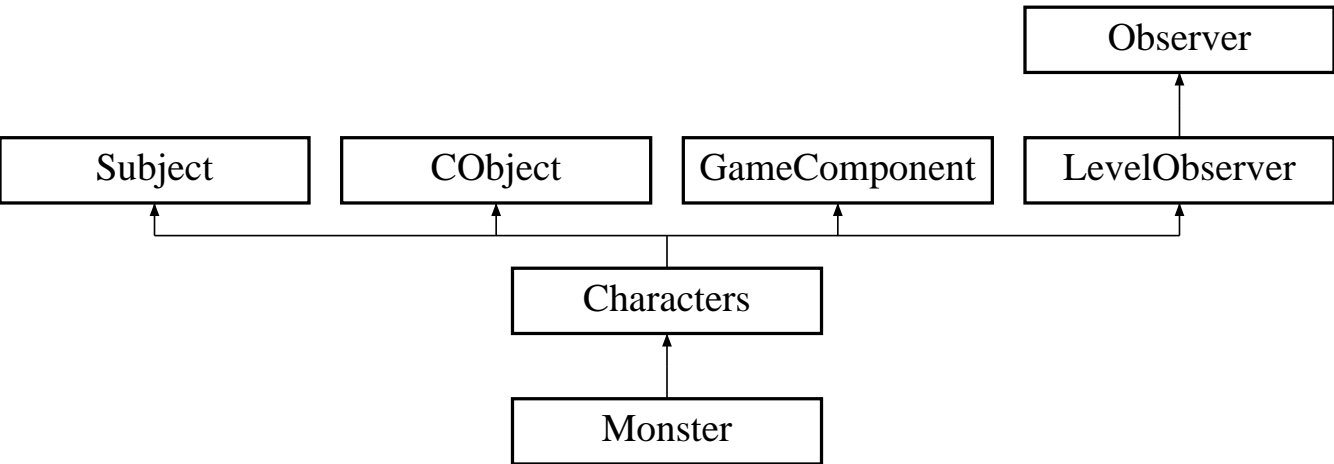 Observer
Subject
CObject
GameComponent
LevelObserver
Characters
Monster